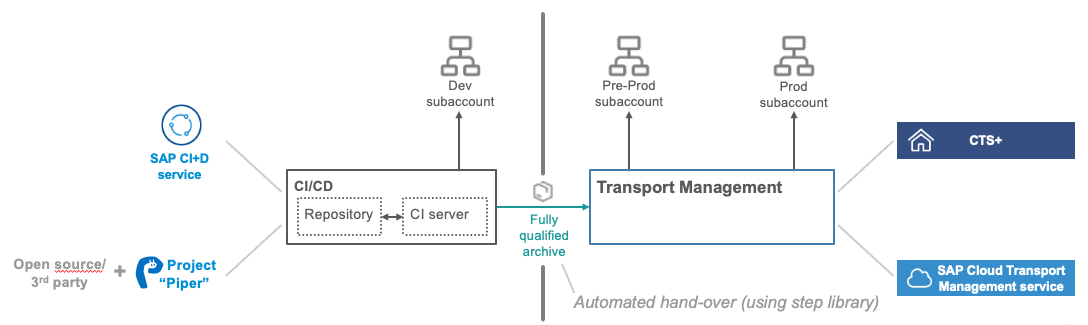 Dev
subaccount
Pre-Prod
subaccount
Prod
subaccount
SAP CI+D
service
CI/CD
Repository
CI server
Fully
qualified
archive
Transport Management
CTS+
Open source/
3rd party
+
Project
“Piper”
SAP Cloud Transport
Management service
Automated hand-over (using step library)